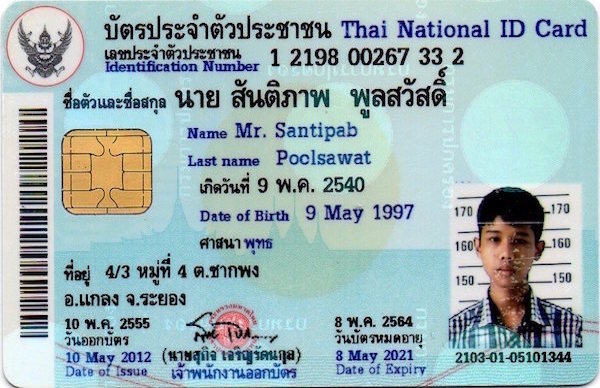 บัตรประจำตัวประชาชน Thai National ID Card
เลขประจำตัวประชาชน
Identification Number 1 2198 00267 33 2
ชื่อตัวและชื่อสกุล นาย สันติภาพ พูลสวัสดิ์
Name Mr. Santipab
Last name Poolsawat
เกิดวันที่ 9 พ.ค. 2540
Date of Birth 9 May 1997
ศาสนา พุทธ
ที่อยู่ 4/3 หมู่ที่ 4 ต.ชากพง
อ.แกลง จ.ระยอง
10 พ.ค. 2555
วันออกบัตร
10 May 2012
Date of Issue
(นายสุกิจ เจริญรัตนกุล)
เจ้าพนักงานออกบัตร
8 พ.ค. 2564
วันบัตรหมดอายุ
8 May 2021
Date of Expiry
170 170
160 160
150 150
2103-01-05101344